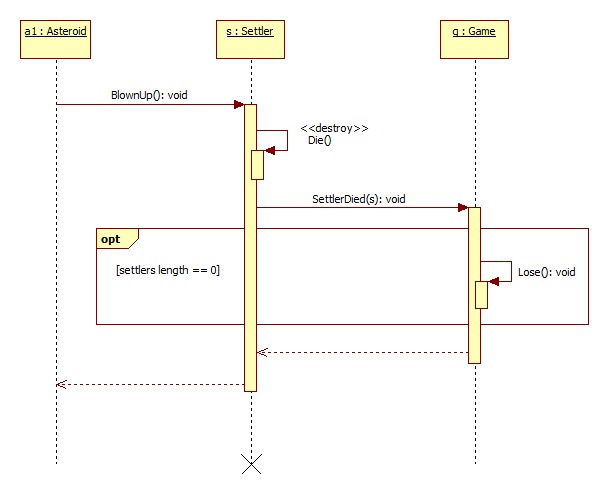 a1 : Asteroid
s : Settler
g : Game
BlownUp(): void
<<destroy>>
Die()
SettlerDied(s): void
opt
[settlers length == 0]
Lose(): void